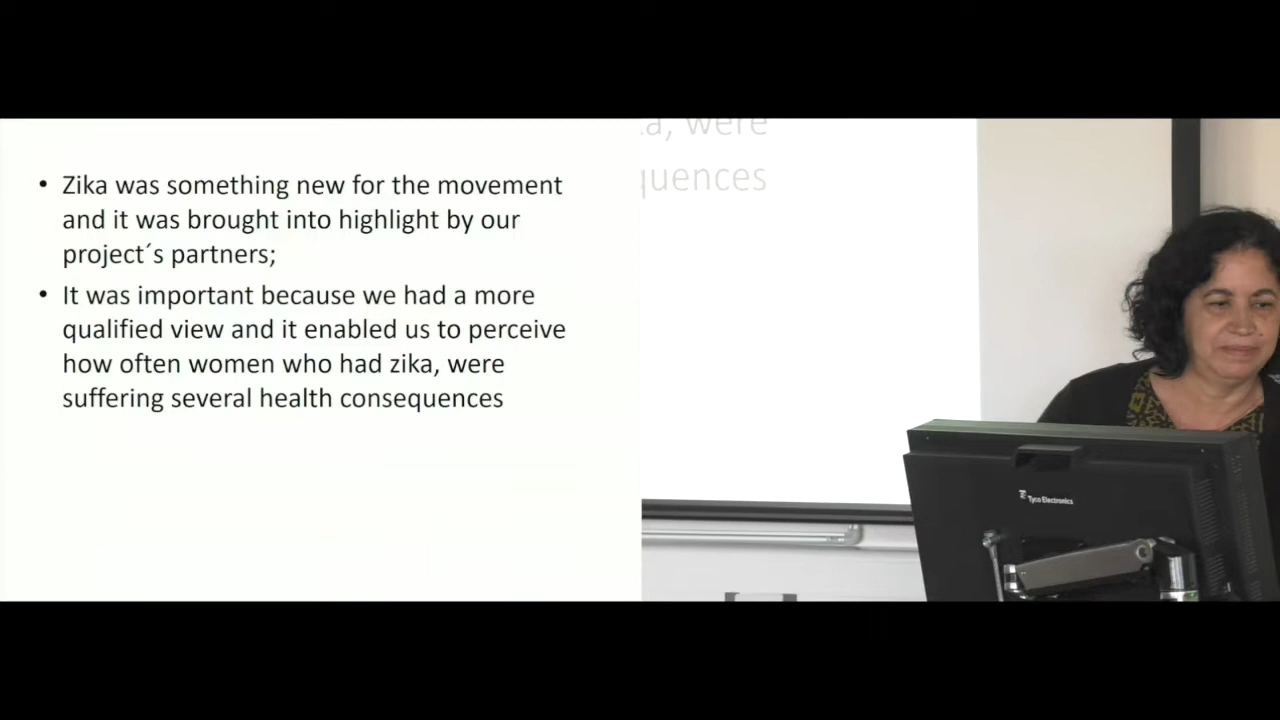 • Zika was something new for the movement
and it was brought into highlight by our
project´s partners;
• It was important because we had a more
qualified view and it enabled us to perceive
how often women who had zika, were
suffering several health consequences
were
quences
Tyco Electronics